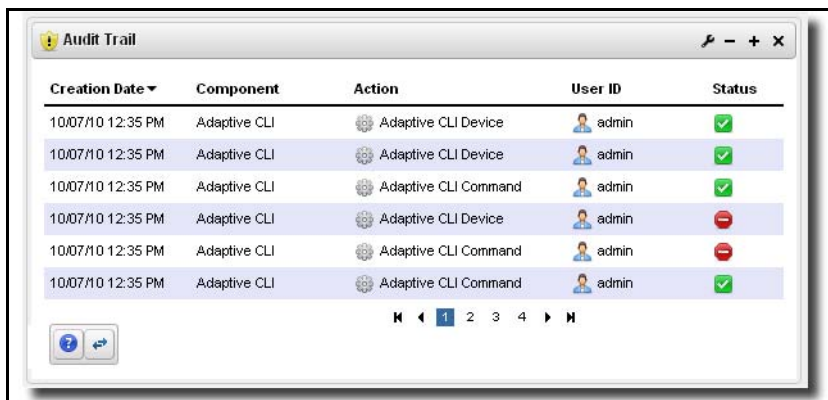 Audit Trail
Creation Date Component Action User ID Status
10/07/10 12:35 PM Adaptive CLI Adaptive CLI Device admin
10/07/10 12:35 PM Adaptive CLI Adaptive CLI Device admin
10/07/10 12:35 PM Adaptive CLI Adaptive CLI Command admin
10/07/10 12:35 PM Adaptive CLI Adaptive CLI Device admin
10/07/10 12:35 PM Adaptive CLI Adaptive CLI Command admin
10/07/10 12:35 PM Adaptive CLI Adaptive CLI Command admin
1 2 3 4